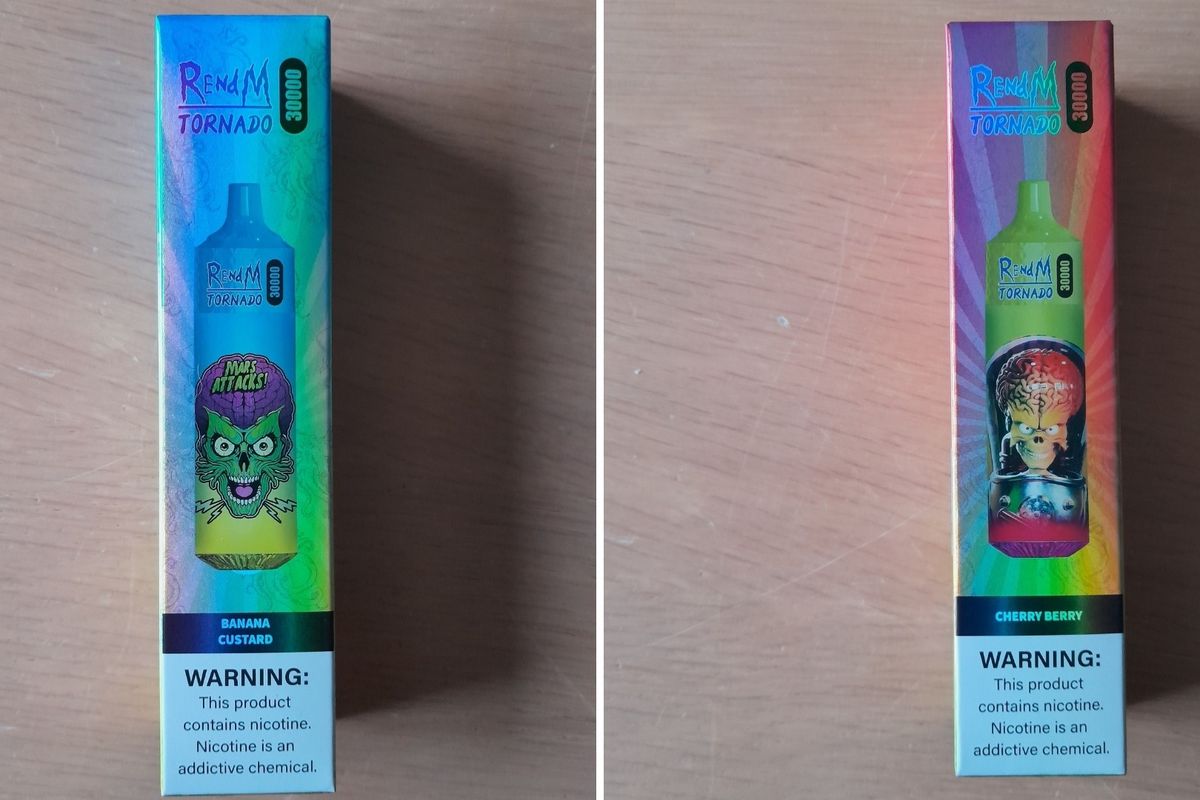 RENdM
TORNADO
30000
RENdM
TORNADO
30000
MARS
ATTACKS!
BANANA
CUSTARD
WARNING:
This product
contains nicotine.
Nicotine is an
addictive chemical.
RENdM
TORNADO
30000
RENdM
TORNADO
30000
CHERRY BERRY
WARNING:
This product
contains nicotine.
Nicotine is an
addictive chemical.